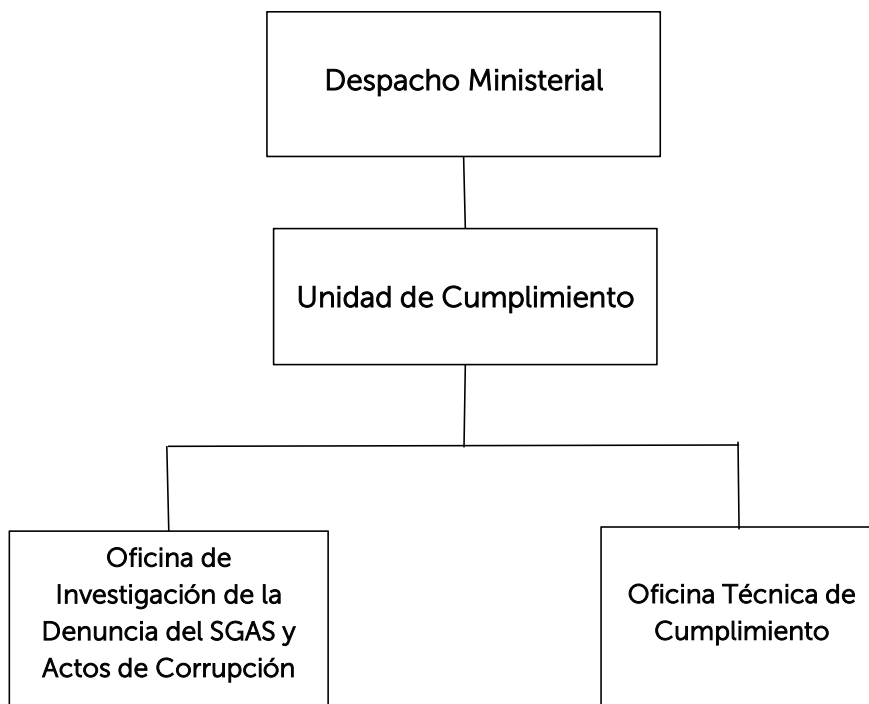 Despacho Ministerial
Unidad de Cumplimiento
Oficina de
Investigación de la
Denuncia del SGAS y
Actos de Corrupción
Oficina Técnica de
Cumplimiento